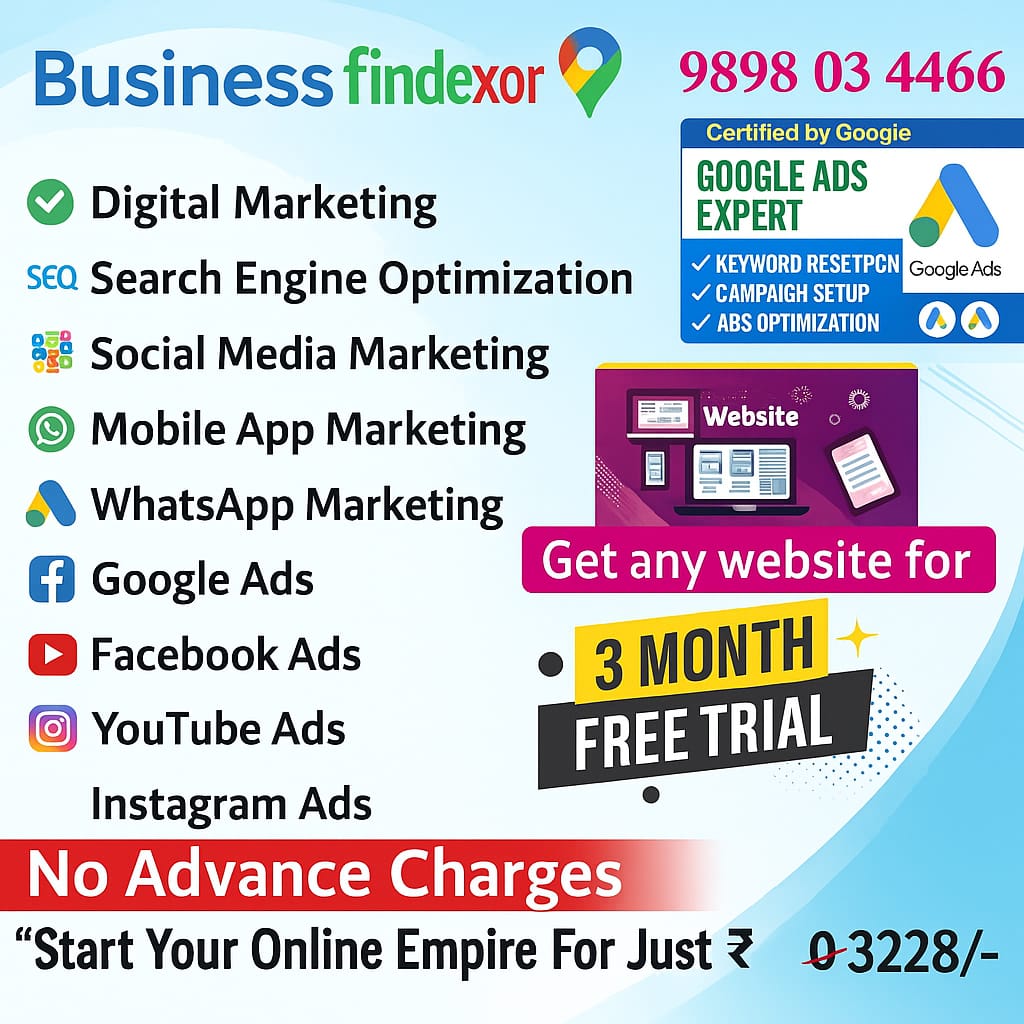 Business findexor
9898 03 4466
Certified by Googie
GOOGLE ADS
EXPERT
KEYWORD RESETPCN
CAMPAIGH SETUP
ABS OPTIMIZATION
Google Ads
Digital Marketing
SEQ Search Engine Optimization
Social Media Marketing
Mobile App Marketing
WhatsApp Marketing
Google Ads
Facebook Ads
YouTube Ads
Instagram Ads
Website
Get any website for
3 MONTH
FREE TRIAL
No Advance Charges
“Start Your Online Empire For Just ₹ 0 3228/-